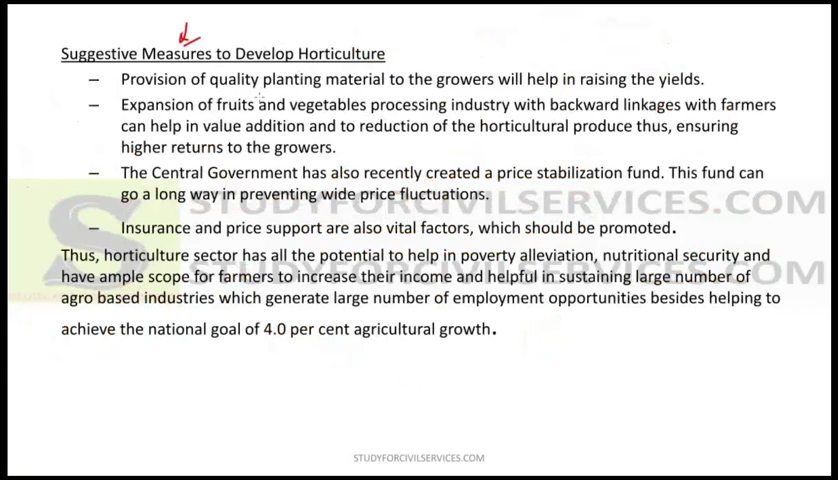 Suggestive Measures to Develop Horticulture
– Provision of quality planting material to the growers will help in raising the yields.
– Expansion of fruits and vegetables processing industry with backward linkages with farmers
can help in value addition and to reduction of the horticultural produce thus, ensuring
higher returns to the growers.
– The Central Government has also recently created a price stabilization fund. This fund can
go a long way in preventing wide price fluctuations.
STUDYFORCIVILSERVICES.COM
– Insurance and price support are also vital factors, which should be promoted.
Thus, horticulture sector has all the potential to help in poverty alleviation, nutritional security and
have ample scope for farmers to increase their income and helpful in sustaining large number of
STUDYFORCIVILSERVICES.COM
agro based industries which generate large number of employment opportunities besides helping to
achieve the national goal of 4.0 per cent agricultural growth.
STUDYFORCIVILSERVICES.COM